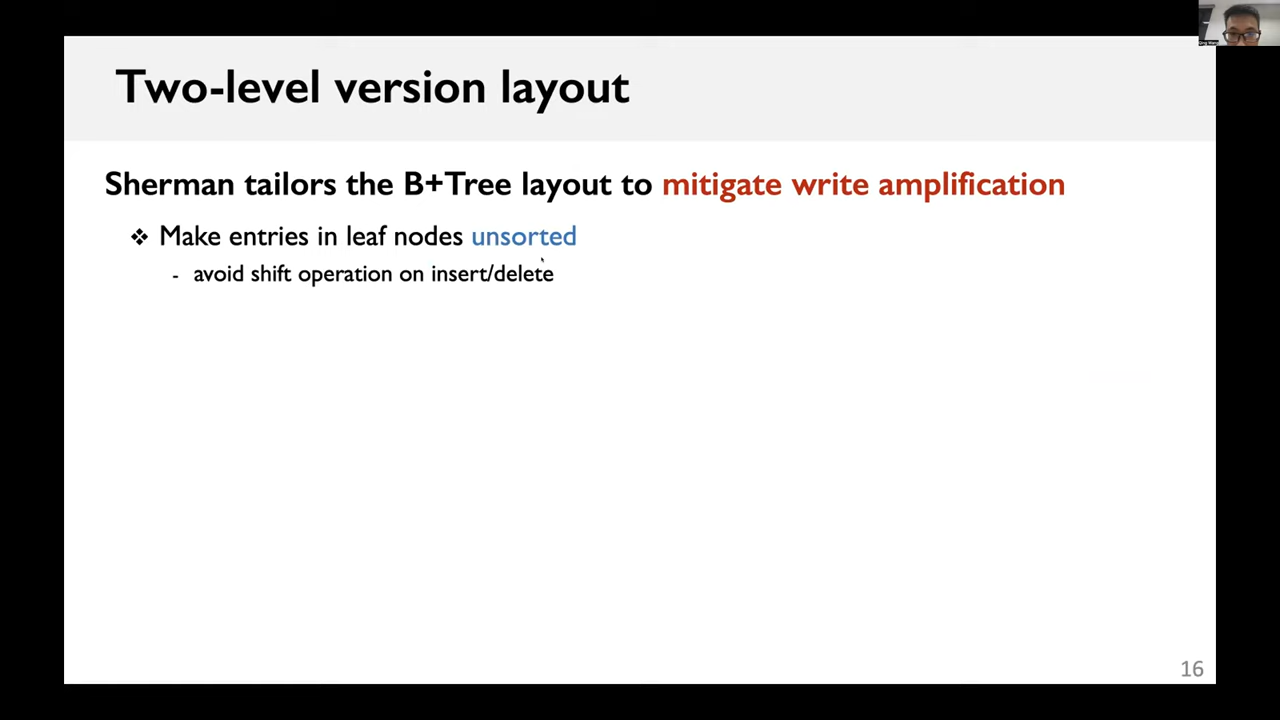 Two-level version layout
Sherman tailors the B+Tree layout to mitigate write amplification
❖ Make entries in leaf nodes unsorted
- avoid shift operation on insert/delete
16